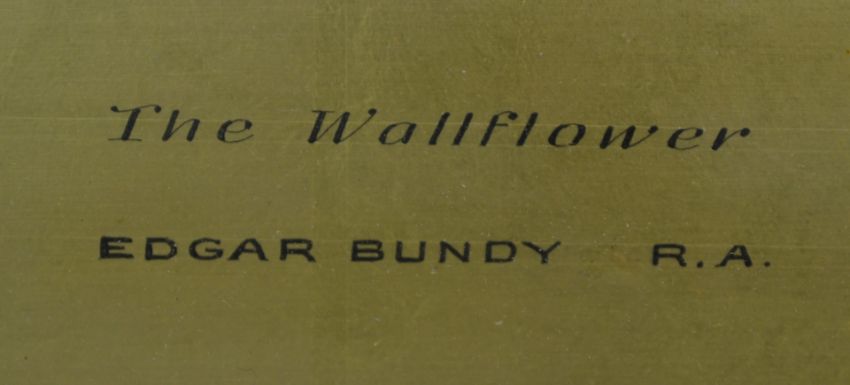 The Wallflower
EDGAR BUNDY R.A.